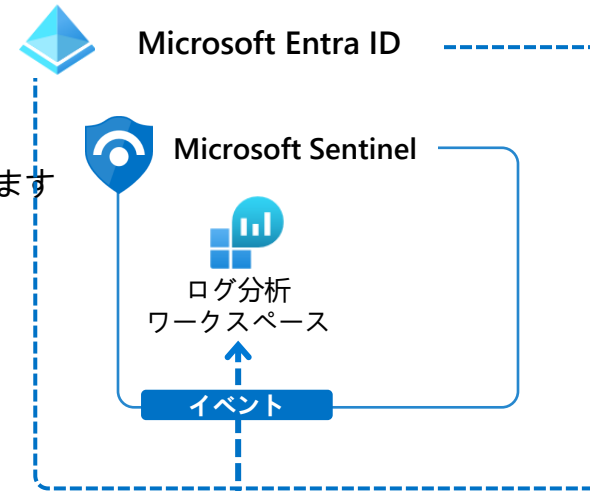 Microsoft Entra ID
Microsoft Sentinel
ます
ログ分析
ワークスペース
イベント